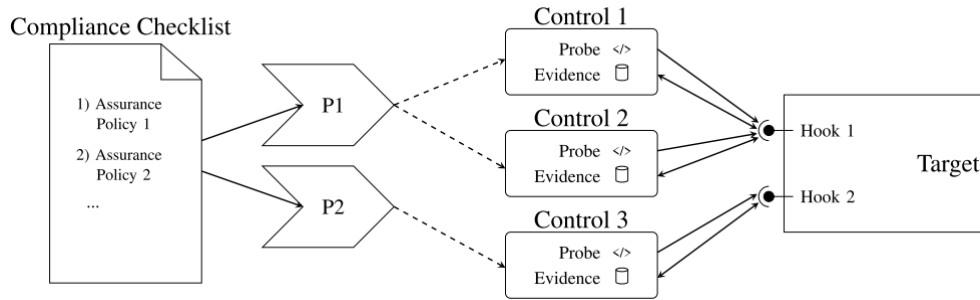 Compliance Checklist
1) Assurance
Policy 1
2) Assurance
Policy 2
...
P1
P2
Control 1
Probe </>
Evidence
Control 2
Probe </>
Evidence
Control 3
Probe </>
Evidence
Hook 1
Hook 2
Target